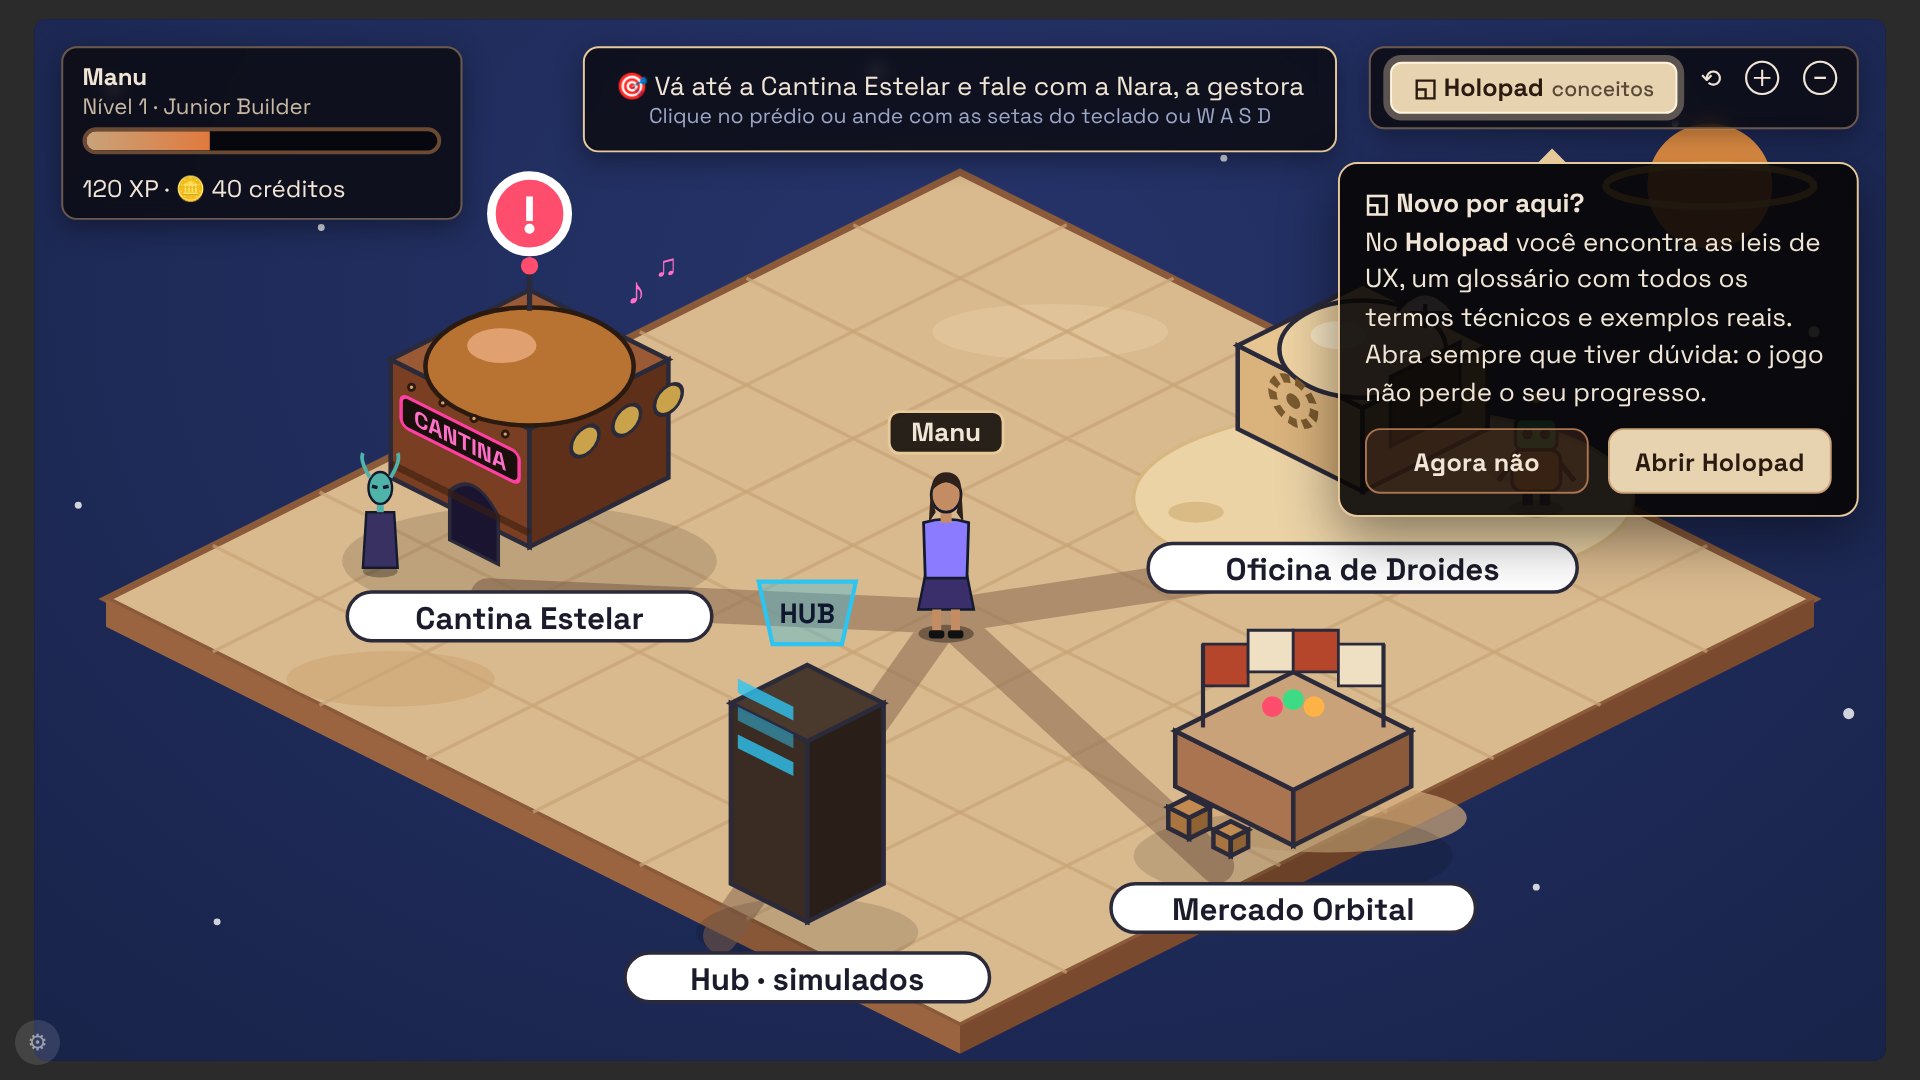 Manu
Nível 1 · Junior Builder
120 XP · 🪙 40 créditos
🎯 Vá até a Cantina Estelar e fale com a Nara, a gestora
Clique no prédio ou ande com as setas do teclado ou W A S D
Holopad conceitos
Novo por aqui?
No Holopad você encontra as leis de
UX, um glossário com todos os
termos técnicos e exemplos reais.
Abra sempre que tiver dúvida: o jogo
não perde o seu progresso.
Agora não
Abrir Holopad
!
CANTINA
Manu
Oficina de Droides
Cantina Estelar
HUB
Mercado Orbital
Hub · simulados